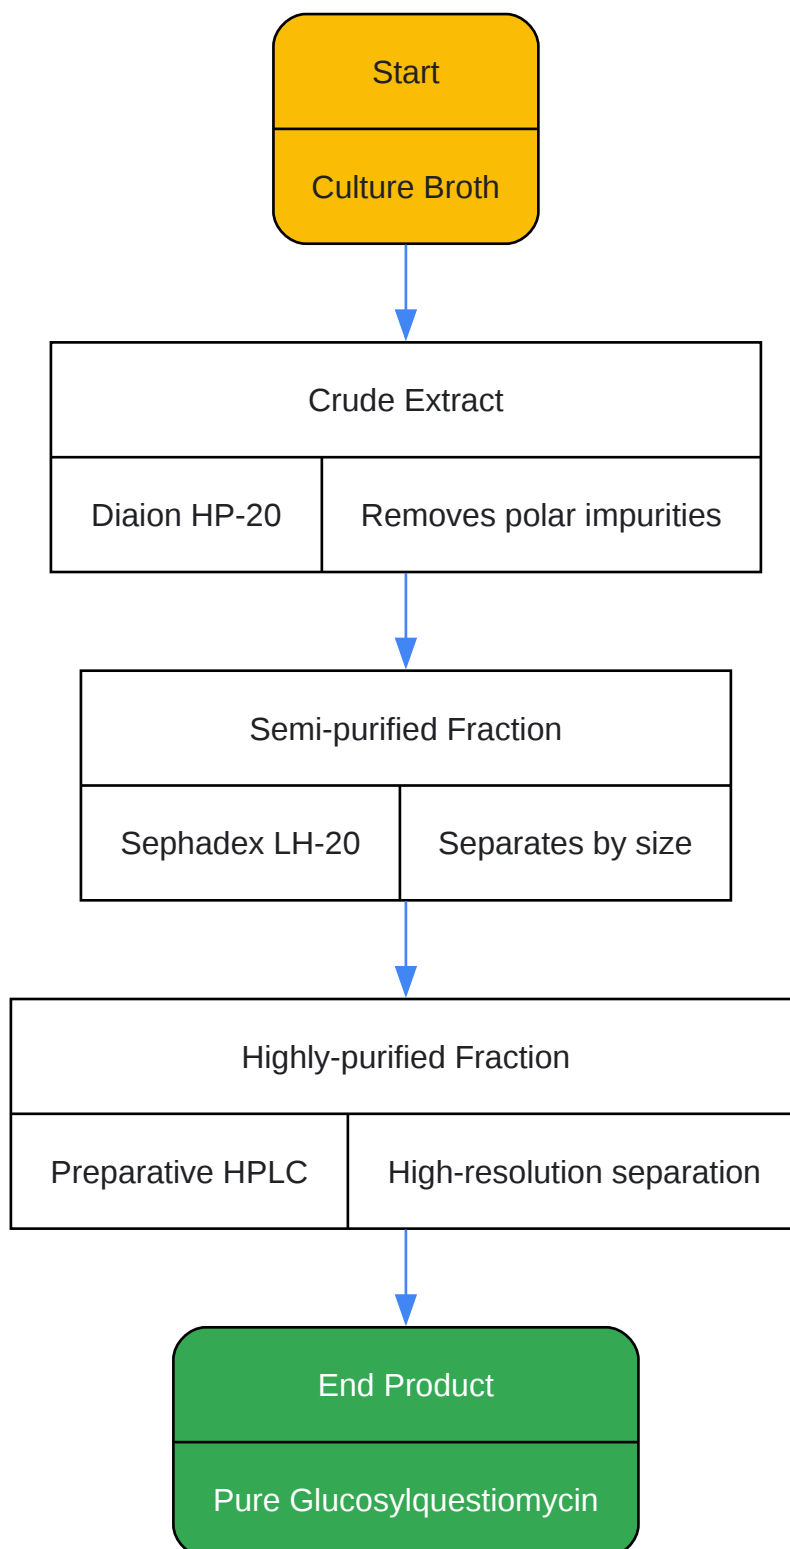 Start
Culture Broth
Crude Extract
Diaion HP-20
Removes polar impurities
Semi-purified Fraction
Sephadex LH-20
Separates by size
Highly-purified Fraction
Preparative HPLC
High-resolution separation
End Product
Pure Glucosylquestiomycin